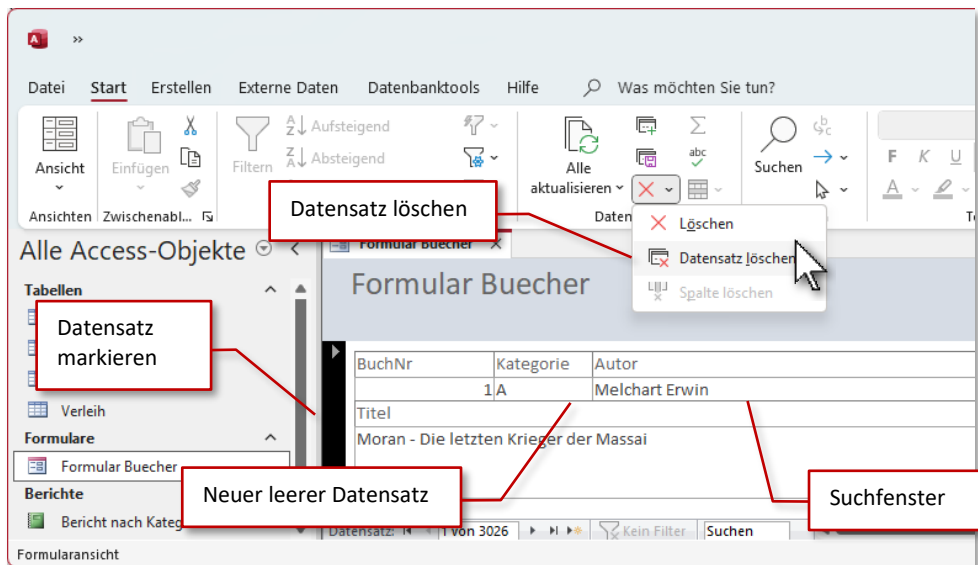 A »
Datei Start Erstellen Externe Daten Datenbanktools Hilfe Was möchten Sie tun?
Ansicht
Einfügen
Filtern
Aufsteigend
Absteigend
Alle
aktualisieren
abc
Suchen
F K U
A
Ansichten Zwischenabl...
Daten
Löschen
Datensatz löschen
Spalte löschen
Datensatz löschen
Alle Access-Objekte
Tabellen
Verleih
Formulare
Formular Buecher
Berichte
Bericht nach Kateg
Datensatz
markieren
Formular Buecher
Formular Buecher
BuchNr Kategorie Autor
1 A Melchart Erwin
Titel
Moran - Die letzten Krieger der Massai
Neuer leerer Datensatz
Suchfenster
Datensatz: 1 von 3026 Kein Filter Suchen
Formularansicht